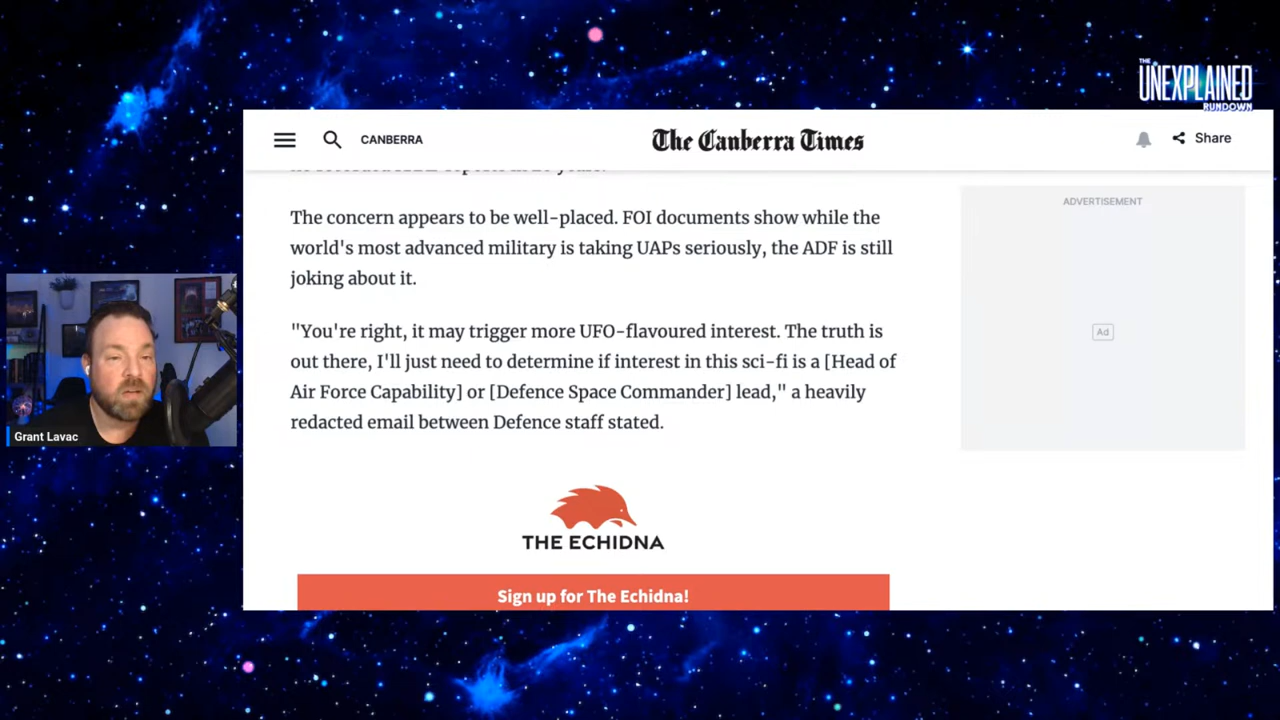 THE
UNEXPLAINED
RUNDOWN
CANBERRA
The Canberra Times
Share
ADVERTISEMENT
The concern appears to be well-placed. FOI documents show while the
world's most advanced military is taking UAPs seriously, the ADF is still
joking about it.
"You're right, it may trigger more UFO-flavoured interest. The truth is
out there, I'll just need to determine if interest in this sci-fi is a [Head of
Air Force Capability] or [Defence Space Commander] lead," a heavily
redacted email between Defence staff stated.
Ad
Grant Lavac
THE ECHIDNA
Sign up for The Echidna!